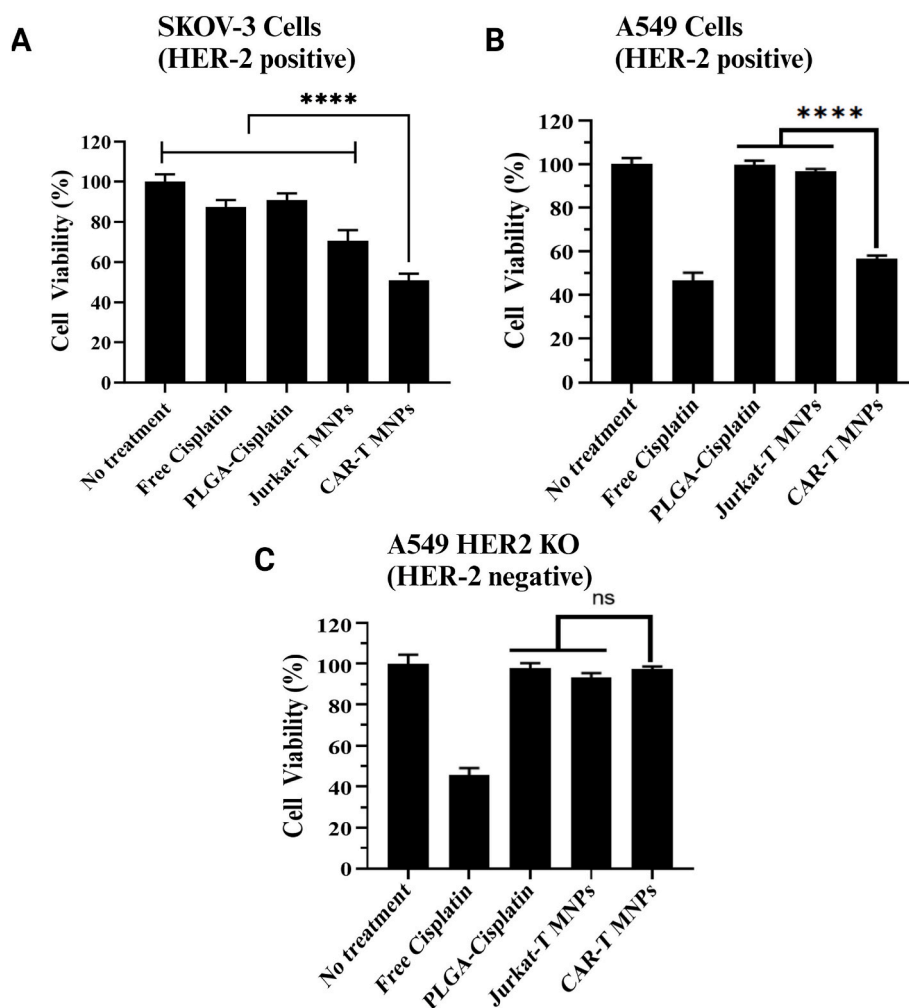 A
SKOV-3 Cells
(HER-2 positive)
****
Cell Viability (%)
120
100
80
60
40
20
0
No treatment
Free Cisplatin
PLGA-Cisplatin
Jurkat-T MNPs
CAR-T MNPs
B
A549 Cells
(HER-2 positive)
****
Cell Viability (%)
120
100
80
60
40
20
0
No treatment
Free Cisplatin
PLGA-Cisplatin
Jurkat-T MNPs
CAR-T MNPs
C
A549 HER2 KO
(HER-2 negative)
ns
Cell Viability (%)
120
100
80
60
40
20
0
No treatment
Free Cisplatin
PLGA-Cisplatin
Jurkat-T MNPs
CAR-T MNPs